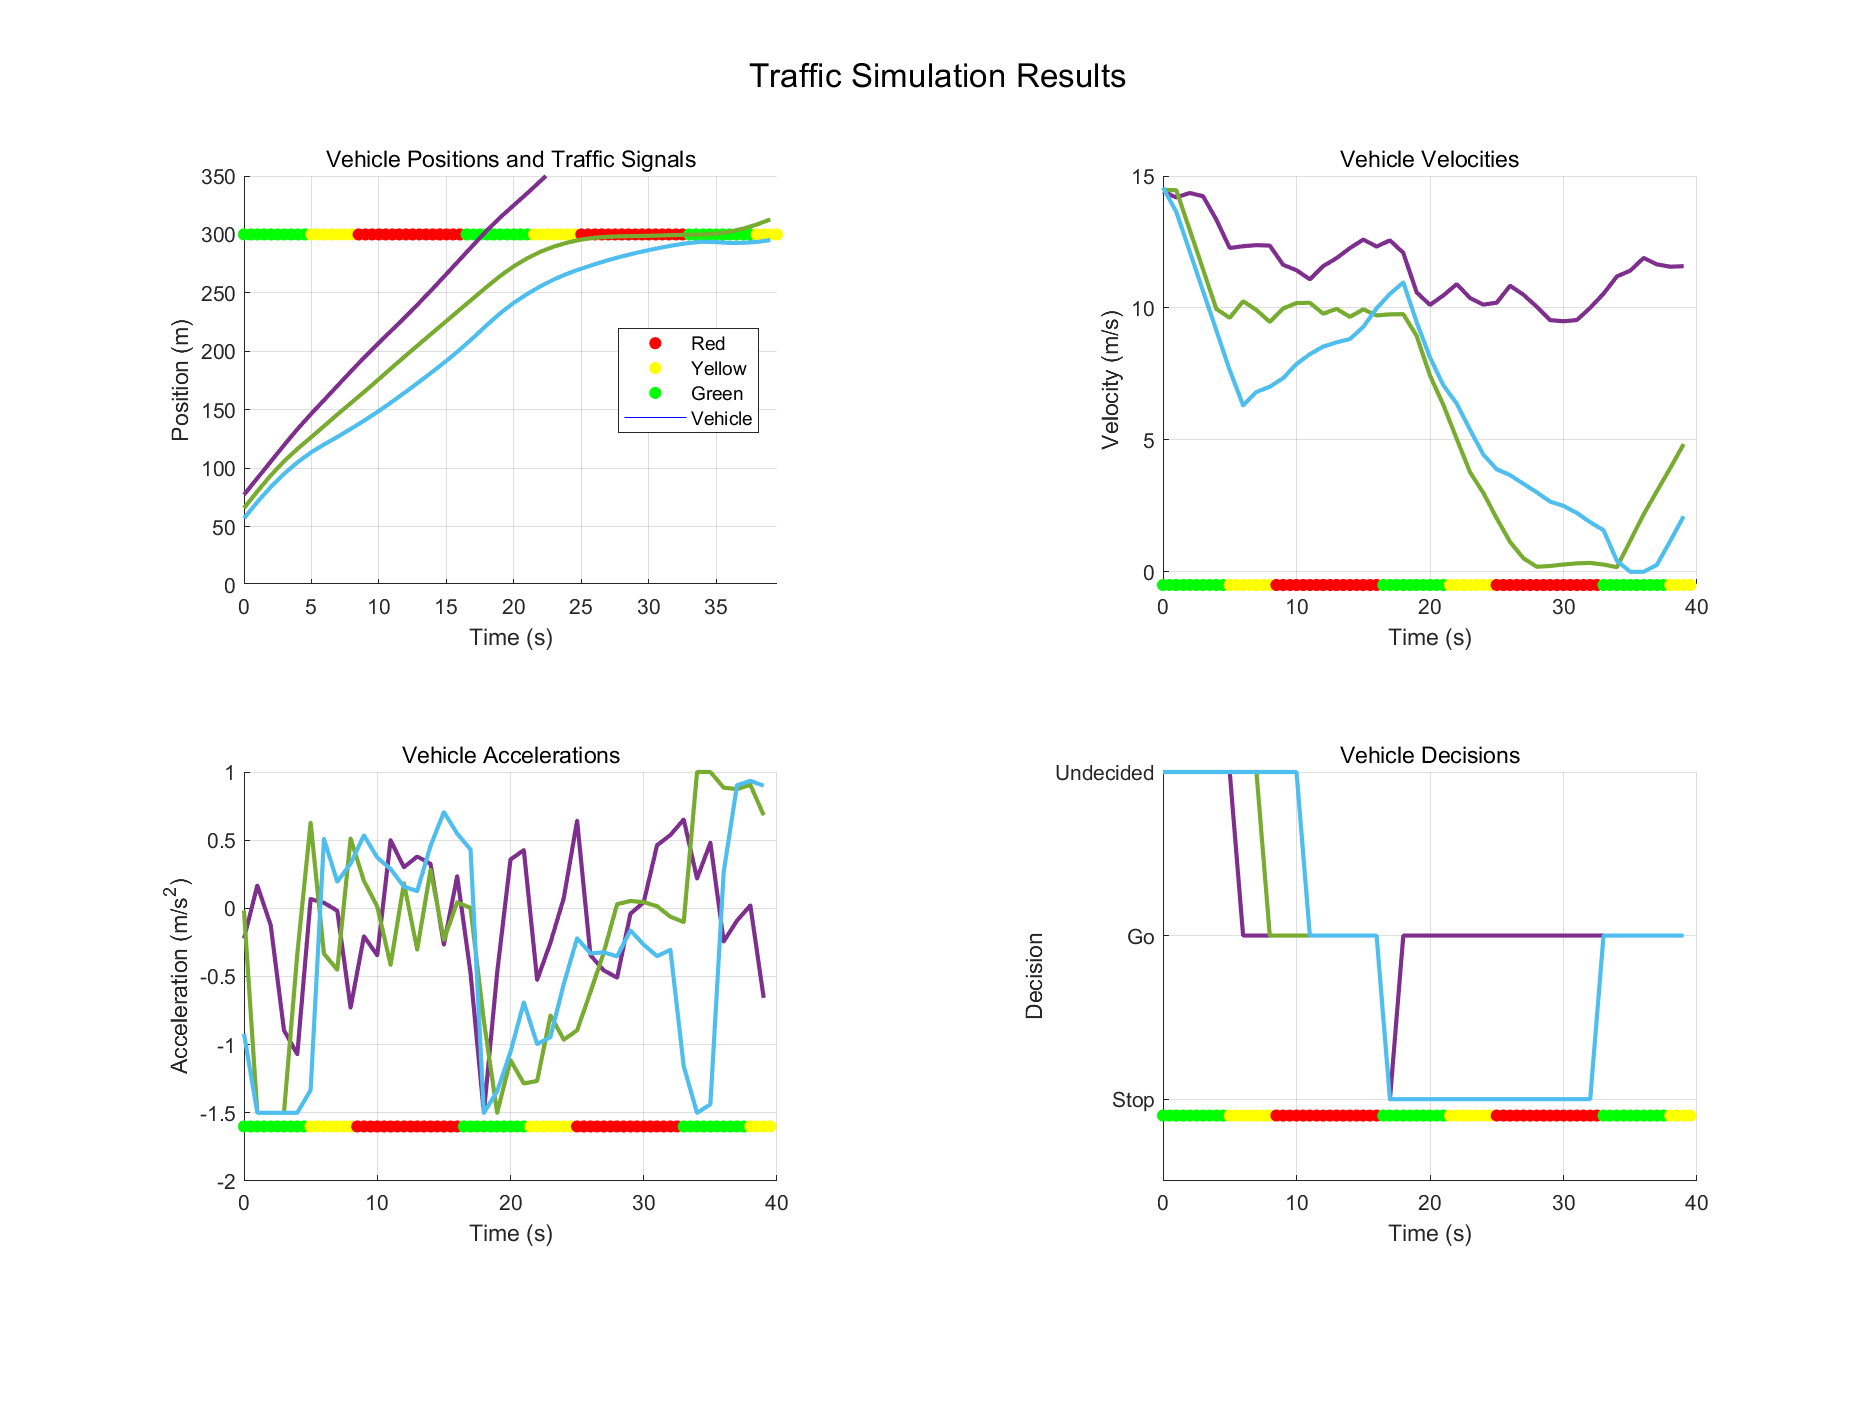 Traffic Simulation Results
Vehicle Positions and Traffic Signals
350
300
250
200
150
100
50
0
Position (m)
Red
Yellow
Green
Vehicle
0 5 10 15 20 25 30 35
Time (s)
Vehicle Velocities
15
10
5
0
Velocity (m/s)
0 10 20 30 40
Time (s)
Vehicle Accelerations
1
0.5
0
-0.5
-1
-1.5
-2
Acceleration (m/s²)
0 10 20 30 40
Time (s)
Vehicle Decisions
Undecided
Go
Stop
Decision
0 10 20 30 40
Time (s)